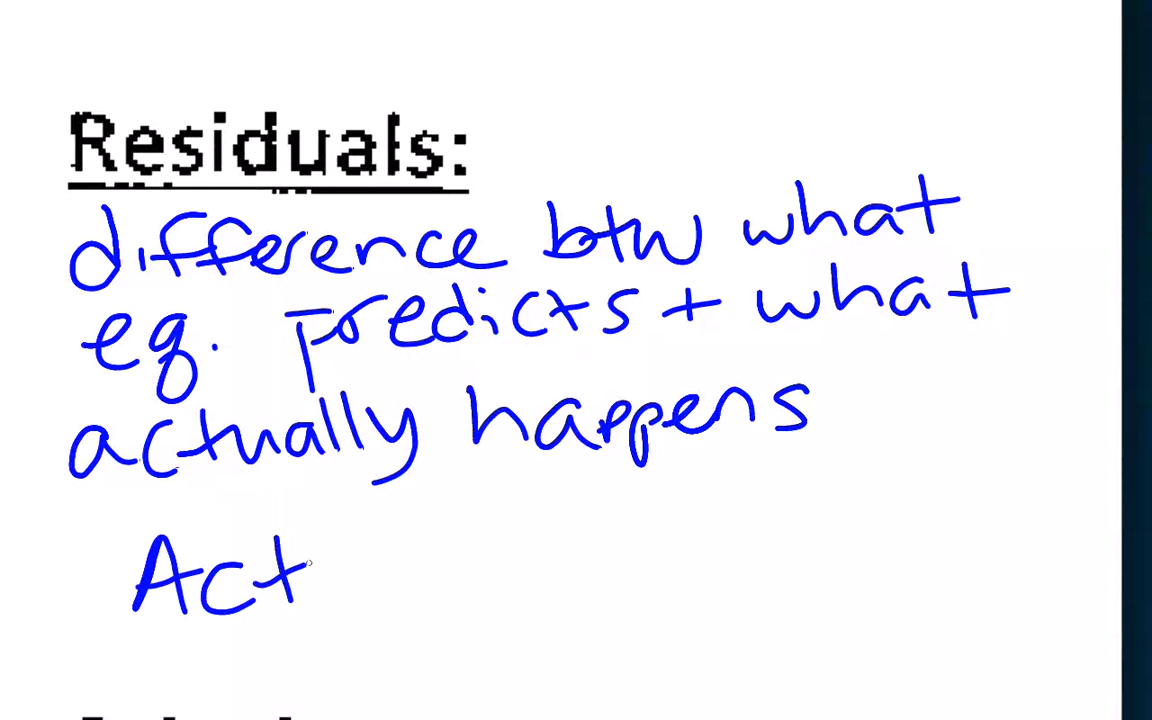 Residuals:
difference btw what
eq. predicts + what
actually happens
Act